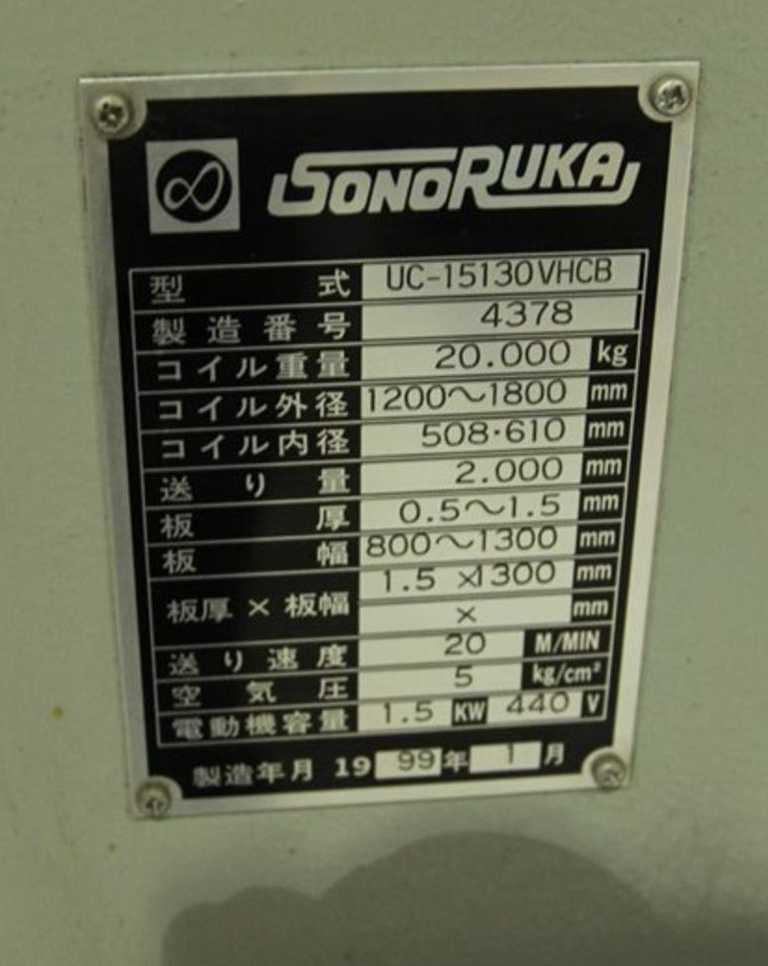 SONORUKA
型式 UC-15130VHCB
製造番号 4378
コイル重量 20.000 kg
コイル外径 1200〜1800 mm
コイル内径 508・610 mm
送り量 2.000 mm
板厚 0.5〜1.5 mm
板幅 800〜1300 mm
板厚×板幅 1.5 ×1300 mm
× mm
送り速度 20 M/MIN
空気圧 5 kg/cm²
電動機容量 1.5 KW 440 V
製造年月 19 99 年 1 月